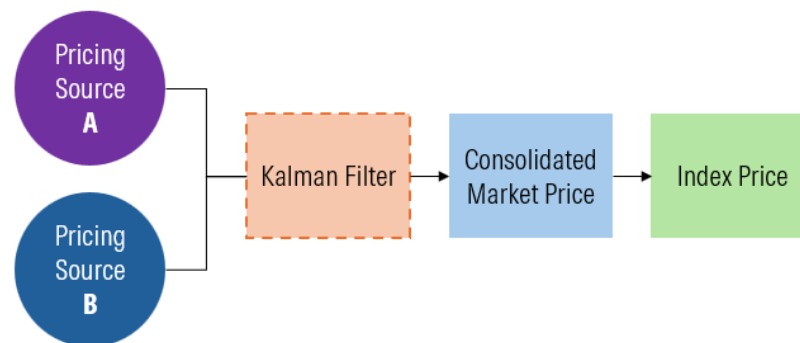 Pricing
Source
A
Pricing
Source
B
Kalman Filter
Consolidated
Market Price
Index Price